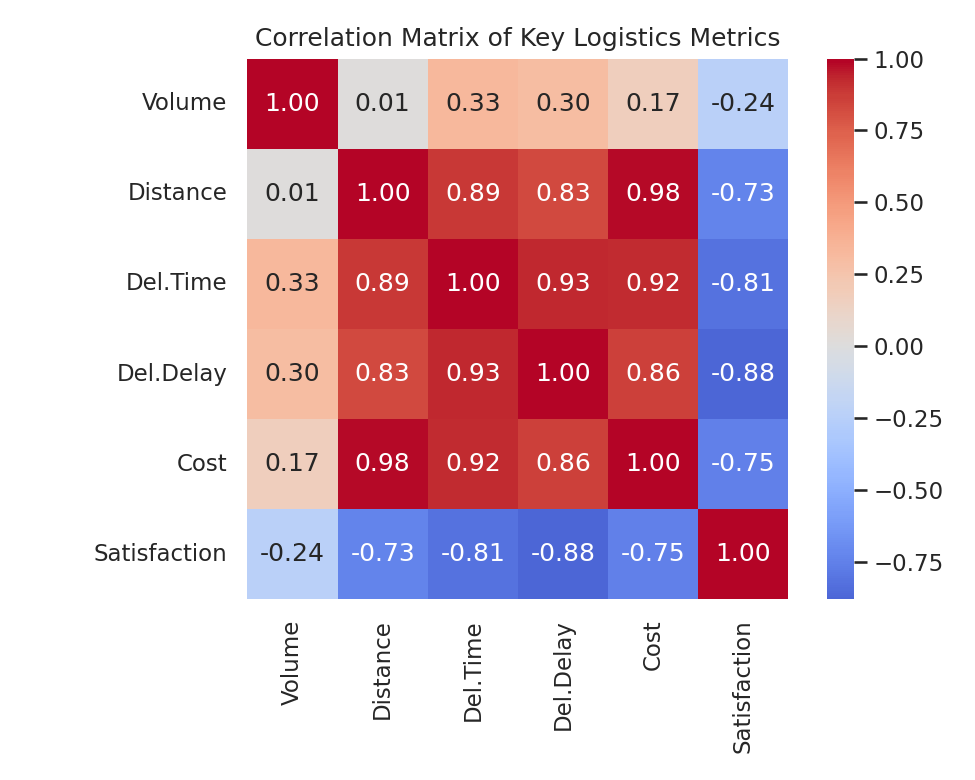 Correlation Matrix of Key Logistics Metrics
Volume 1.00 0.01 0.33 0.30 0.17 -0.24
Distance 0.01 1.00 0.89 0.83 0.98 -0.73
Del.Time 0.33 0.89 1.00 0.93 0.92 -0.81
Del.Delay 0.30 0.83 0.93 1.00 0.86 -0.88
Cost 0.17 0.98 0.92 0.86 1.00 -0.75
Satisfaction -0.24 -0.73 -0.81 -0.88 -0.75 1.00
Volume Distance Del.Time Del.Delay Cost Satisfaction
1.00
0.75
0.50
0.25
0.00
−0.25
−0.50
−0.75